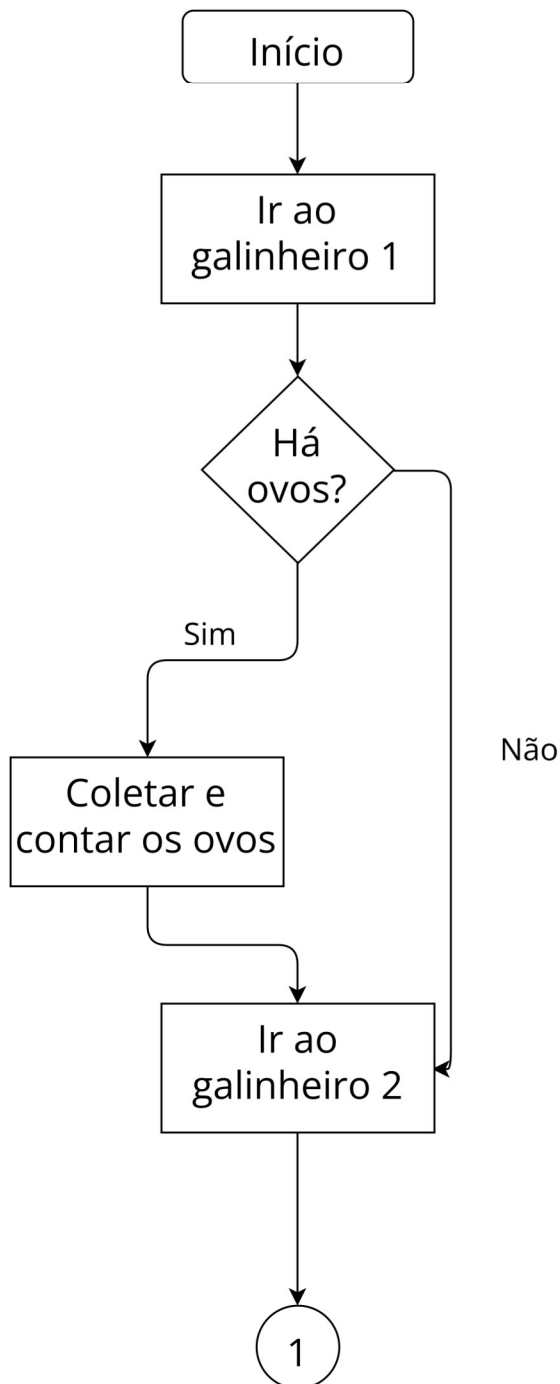 Início
Ir ao
galinheiro 1
Há
ovos?
Sim
Não
Coletar e
contar os ovos
Ir ao
galinheiro 2
1